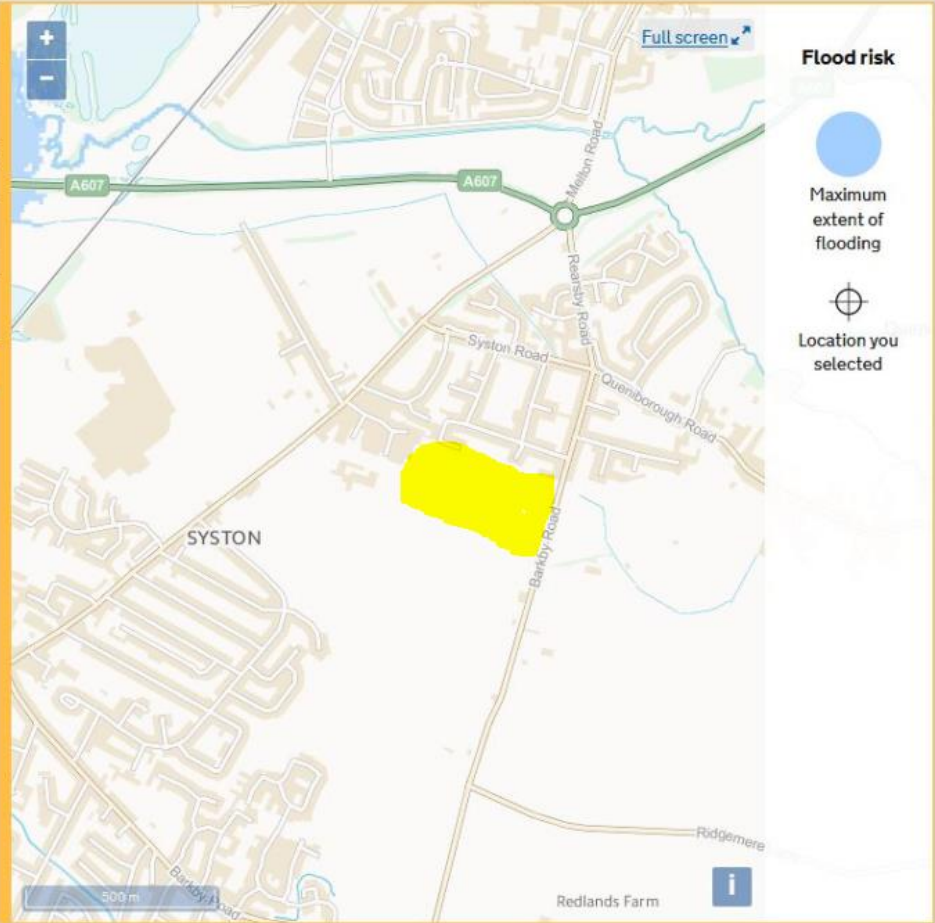 +
−
Full screen
Flood risk
Maximum
extent of
flooding
Location you
selected
A607
A607
Melton Road
Rearsby Road
Syston Road
Queniborough Road
SYSTON
Barkby Road
Ridgemere
Barkby Road
Redlands Farm
500 m
i